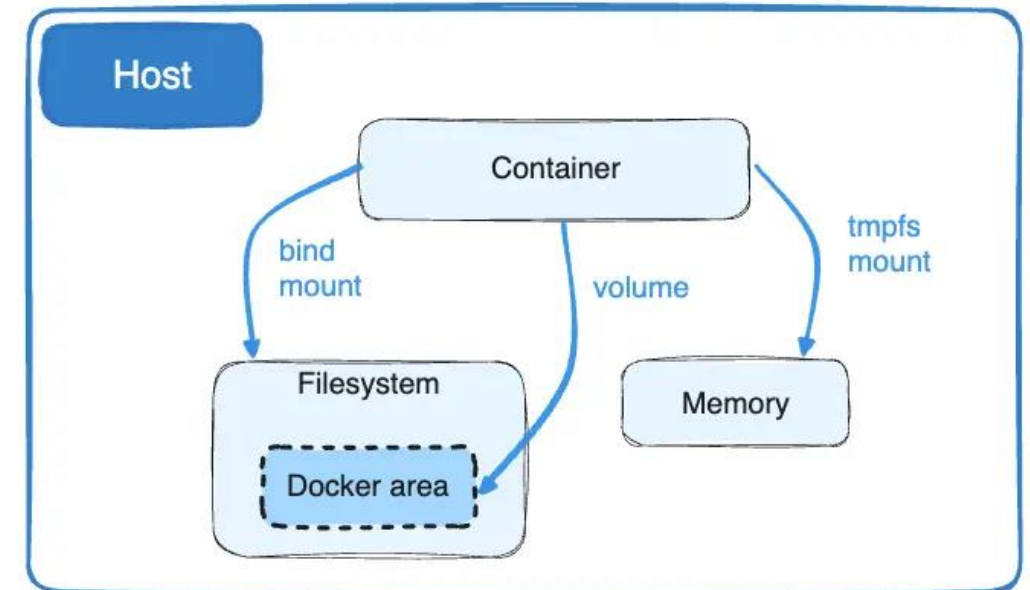 Host
Container
bind
mount
volume
tmpfs
mount
Filesystem
Memory
Docker area